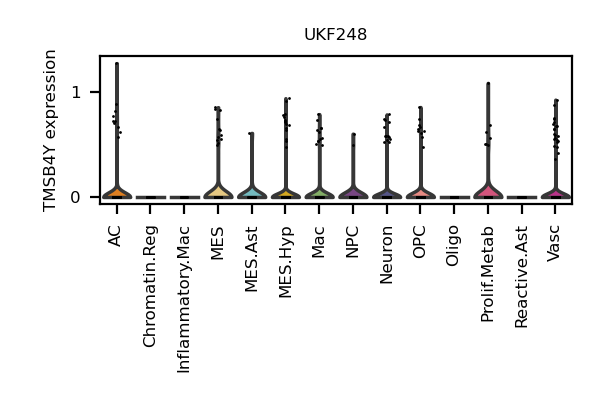 UKF248
TMSB4Y expression
1
0
AC
Chromatin.Reg
Inflammatory.Mac
MES
MES.Ast
MES.Hyp
Mac
NPC
Neuron
OPC
Oligo
Prolif.Metab
Reactive.Ast
Vasc